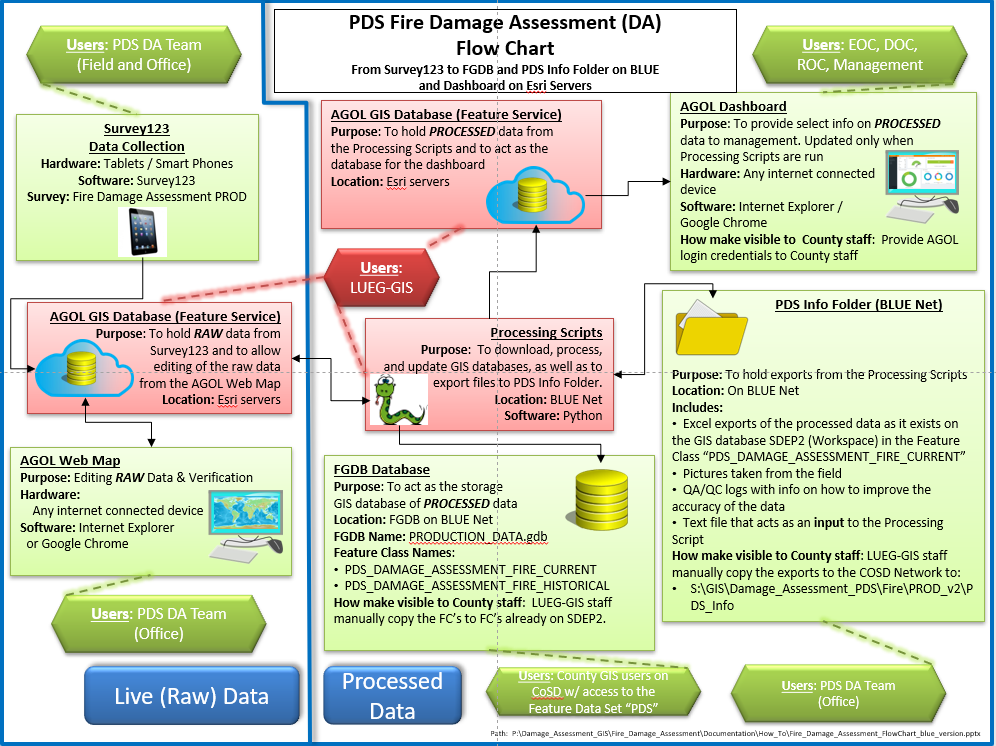 PDS Fire Damage Assessment (DA)
Flow Chart
From Survey123 to FGDB and PDS Info Folder on BLUE
and Dashboard on Esri Servers
Users: PDS DA Team
(Field and Office)
Users: EOC, DOC,
ROC, Management
Survey123
Data Collection
Hardware: Tablets / Smart Phones
Software: Survey123
Survey: Fire Damage Assessment PROD
AGOL GIS Database (Feature Service)
Purpose: To hold PROCESSED data from
the Processing Scripts and to act as the
database for the dashboard
Location: Esri servers
AGOL Dashboard
Purpose: To provide select info on PROCESSED
data to management. Updated only when
Processing Scripts are run
Hardware: Any internet connected
device
Software: Internet Explorer /
Google Chrome
How make visible to County staff: Provide AGOL
login credentials to County staff
Users:
LUEG-GIS
AGOL GIS Database (Feature Service)
Purpose: To hold RAW data from
Survey123 and to allow
editing of the raw data
from the AGOL Web Map
Location: Esri servers
Processing Scripts
Purpose: To download, process,
and update GIS databases, as well as to
export files to PDS Info Folder.
Location: BLUE Net
Software: Python
PDS Info Folder (BLUE Net)
Purpose: To hold exports from the Processing Scripts
Location: On BLUE Net
Includes:
• Excel exports of the processed data as it exists
on the GIS database SDEP2 (Workspace) in the Feature
Class “PDS_DAMAGE_ASSESSMENT_FIRE_CURRENT”
• Pictures taken from the field
• QA/QC logs with info on how to improve the
accuracy of the data
• Text file that acts as an input to the Processing
Script
How make visible to County staff: LUEG-GIS staff
manually copy the exports to the COSD Network to:
• S:\GIS\Damage_Assessment_PDS\Fire\PROD_v2\P
DS_Info
AGOL Web Map
Purpose: Editing RAW Data & Verification
Hardware:
Any internet connected device
Software: Internet Explorer
or Google Chrome
FGDB Database
Purpose: To act as the storage
GIS database of PROCESSED data
Location: FGDB on BLUE Net
FGDB Name: PRODUCTION_DATA.gdb
Feature Class Names:
• PDS_DAMAGE_ASSESSMENT_FIRE_CURRENT
• PDS_DAMAGE_ASSESSMENT_FIRE_HISTORICAL
How make visible to County staff: LUEG-GIS staff
manually copy the FC’s to FC’s already on SDEP2.
Users: PDS DA Team
(Office)
Live (Raw) Data
Processed
Data
Users: County GIS users on
CoSD w/ access to the
Feature Data Set “PDS”
Users: PDS DA Team
(Office)
Path: P:\Damage_Assessment_GIS\Fire_Damage_Assessment\Documentation\How_To\Fire_Damage_Assessment_FlowChart_blue_version.pptx